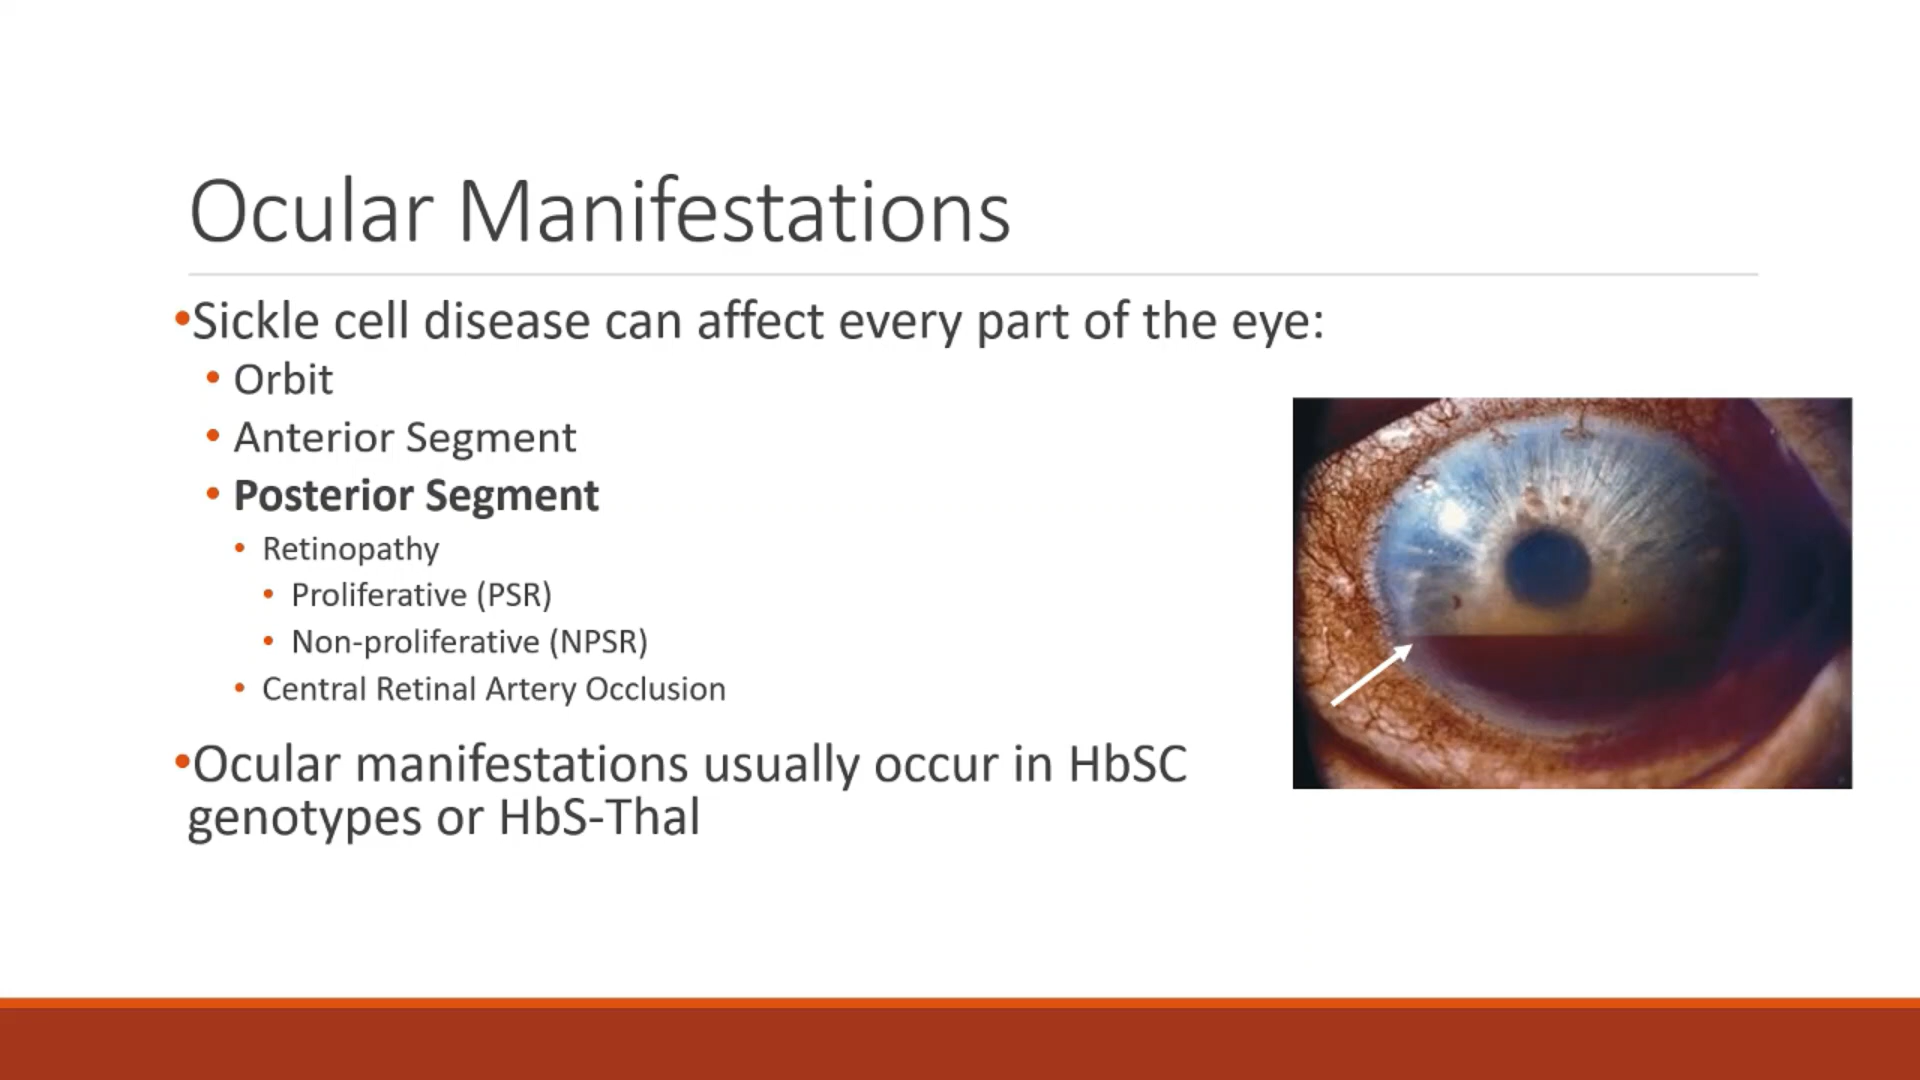 Ocular Manifestations
•Sickle cell disease can affect every part of the eye:
• Orbit
• Anterior Segment
• Posterior Segment
• Retinopathy
• Proliferative (PSR)
• Non-proliferative (NPSR)
• Central Retinal Artery Occlusion
•Ocular manifestations usually occur in HbSC
genotypes or HbS-Thal